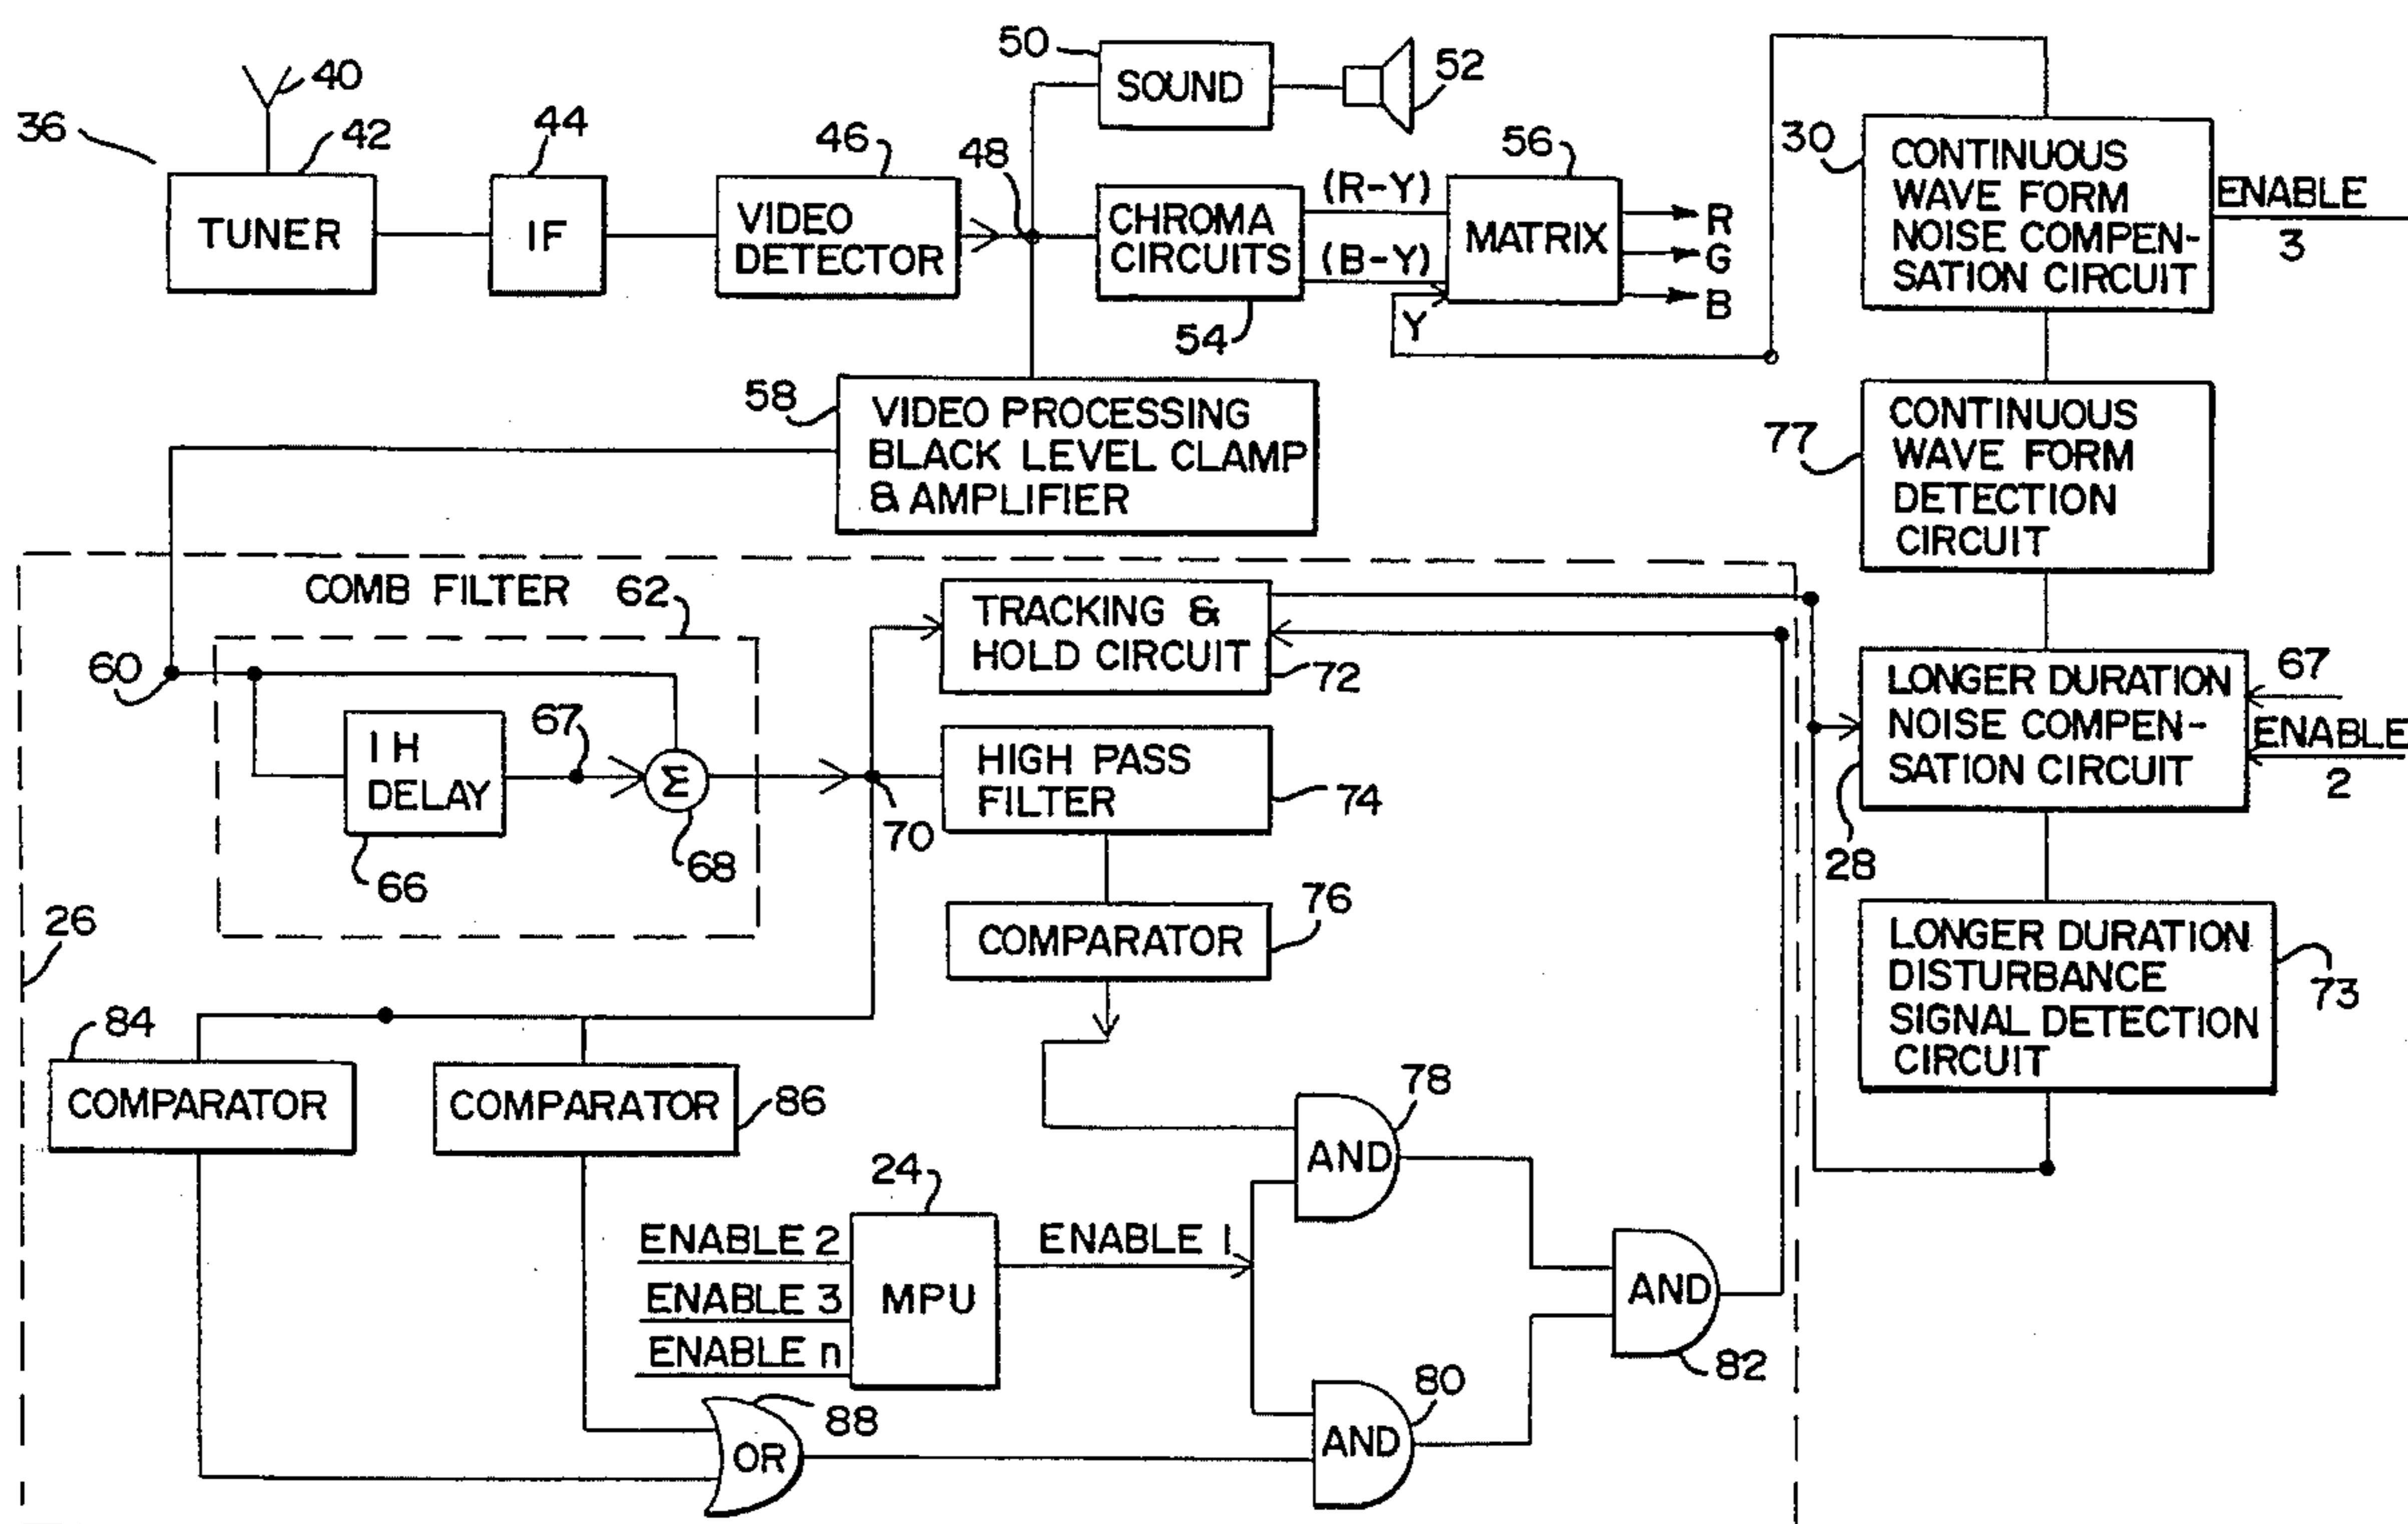 36
40
42
TUNER
44
IF
46
VIDEO
DETECTOR
48
50
SOUND
52
CHROMA
CIRCUITS
54
(R-Y)
(B-Y)
Y
56
MATRIX
R
G
B
30
CONTINUOUS
WAVE FORM
NOISE COMPEN-
SATION CIRCUIT
ENABLE
3
58
VIDEO PROCESSING
BLACK LEVEL CLAMP
& AMPLIFIER
77
CONTINUOUS
WAVE FORM
DETECTION
CIRCUIT
COMB FILTER 62
60
1H
DELAY
66
67
Σ
68
70
TRACKING &
HOLD CIRCUIT
72
HIGH PASS
FILTER
74
COMPARATOR
76
LONGER DURATION
NOISE COMPEN-
SATION CIRCUIT
67
ENABLE
2
28
LONGER DURATION
DISTURBANCE
SIGNAL DETECTION
CIRCUIT
73
26
84
COMPARATOR
COMPARATOR
86
24
ENABLE 2
ENABLE 3
ENABLE n
MPU
ENABLE 1
78
AND
AND
82
80
AND
88
OR